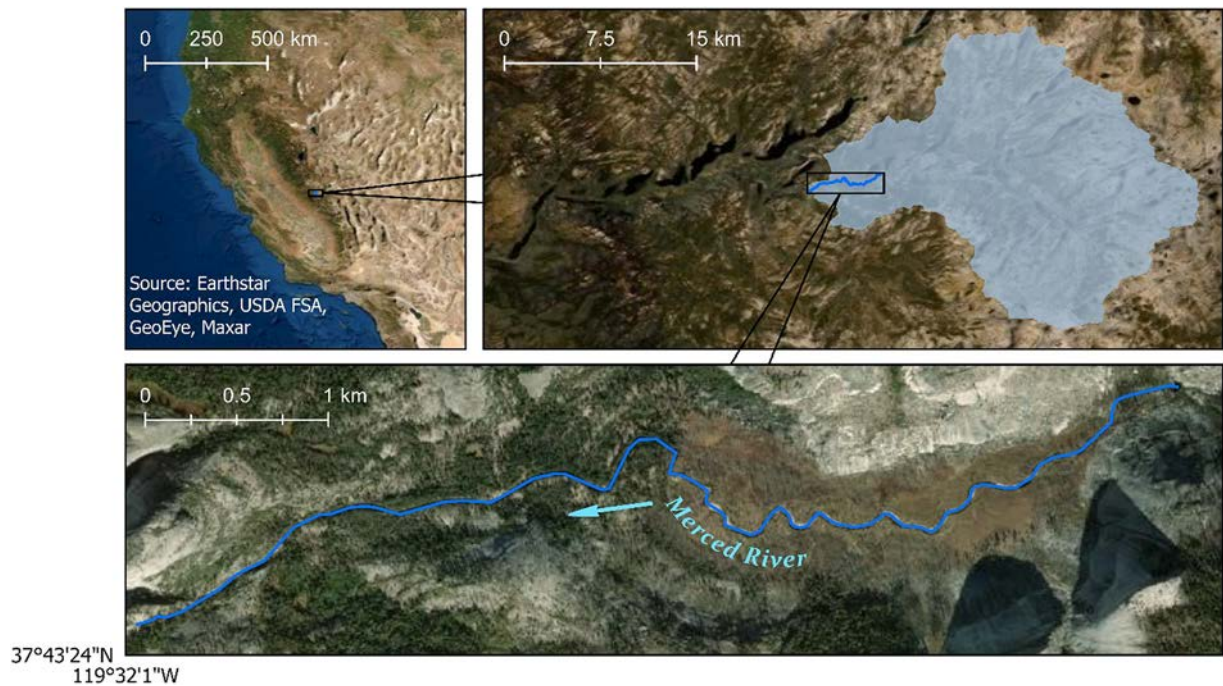 0 250 500 km
0 7.5 15 km
Source: Earthstar
Geographics, USDA FSA,
GeoEye, Maxar
0 0.5 1 km
Merced River
37°43'24"N
119°32'1"W